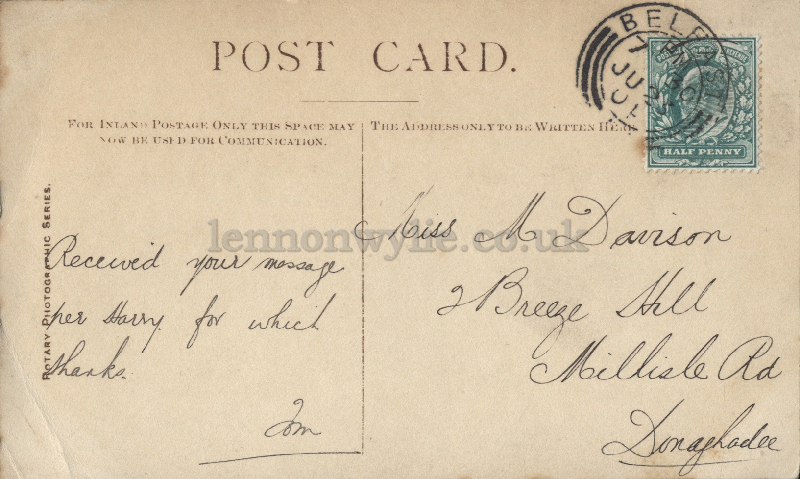 POST CARD.
FOR INLAND POSTAGE ONLY THIS SPACE MAY
NOW BE USED FOR COMMUNICATION.
THE ADDRESS ONLY TO BE WRITTEN HERE
BELFAST
POSTAGE REVENUE
HALF PENNY
ROTARY PHOTOGRAPHIC SERIES.
lennonwylie.co.uk
Received your message
per Harry for which
thanks.
Tom
Miss M Davison
2 Breeze Hill
Millisle Rd
Donaghadee